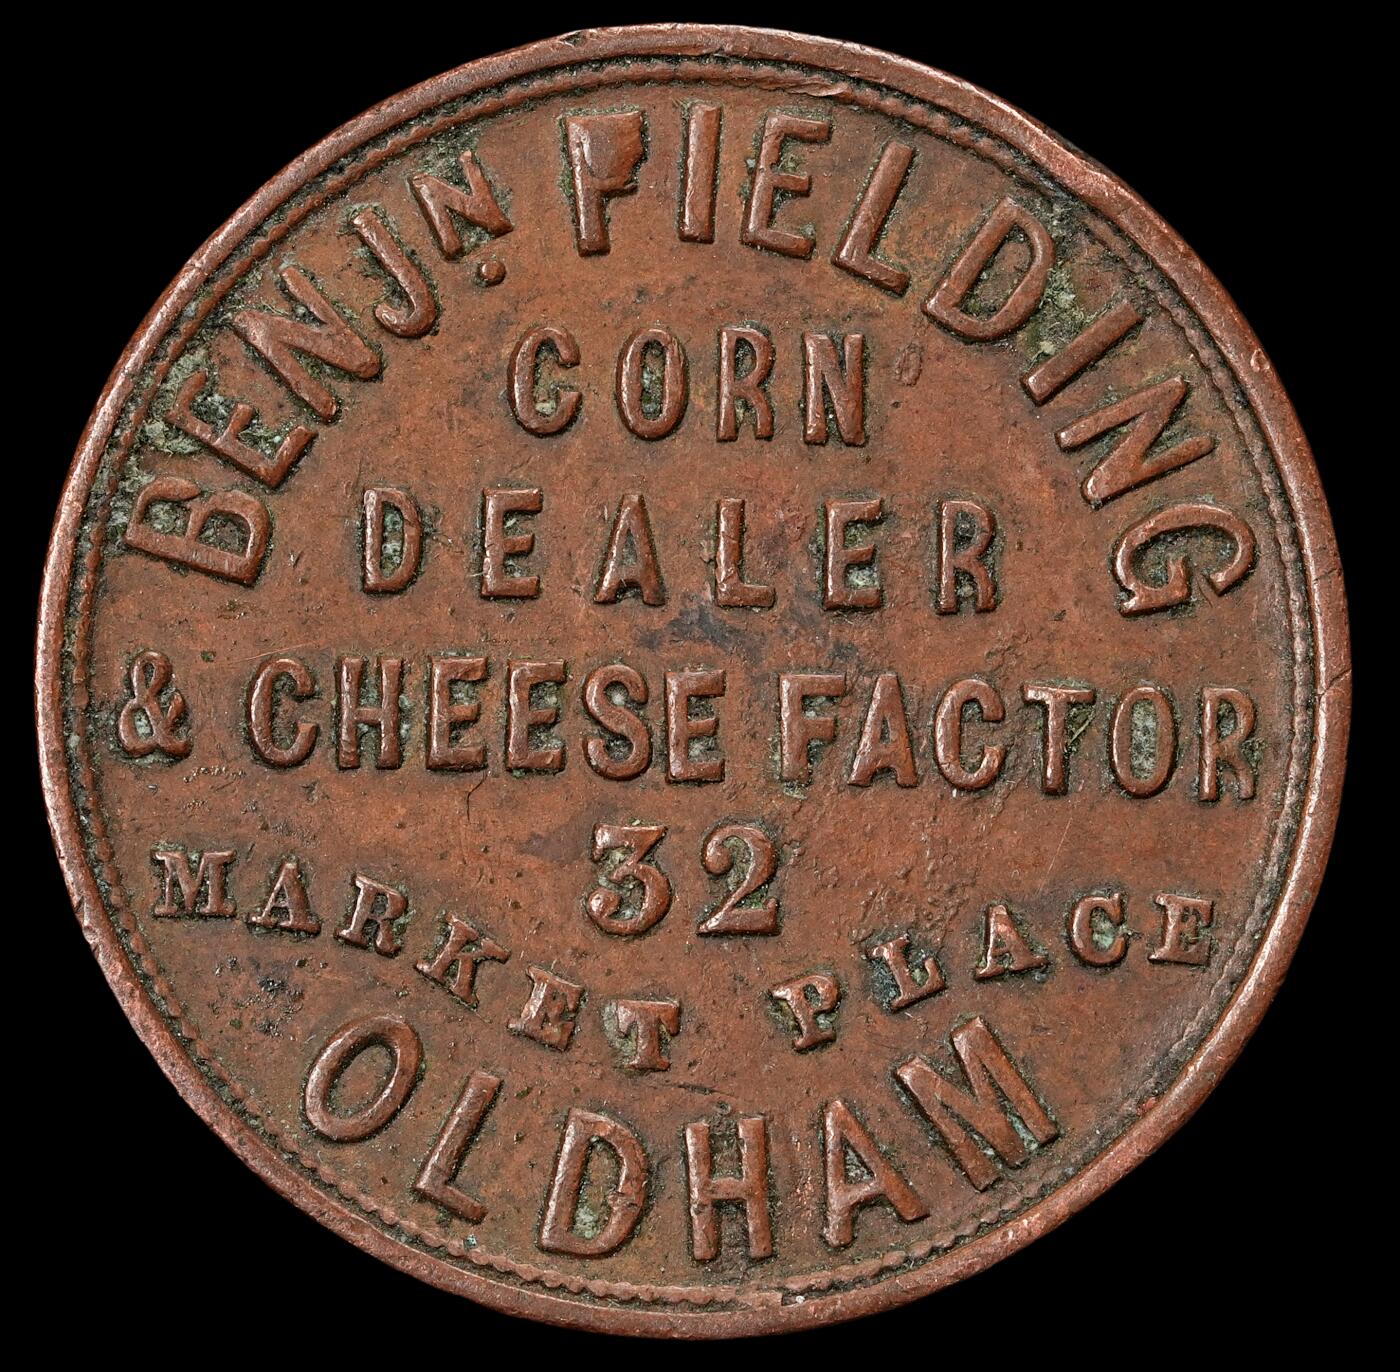 BENJN. FIELDING
CORN
DEALER
& CHEESE FACTOR
32
MARKET PLACE
OLDHAM